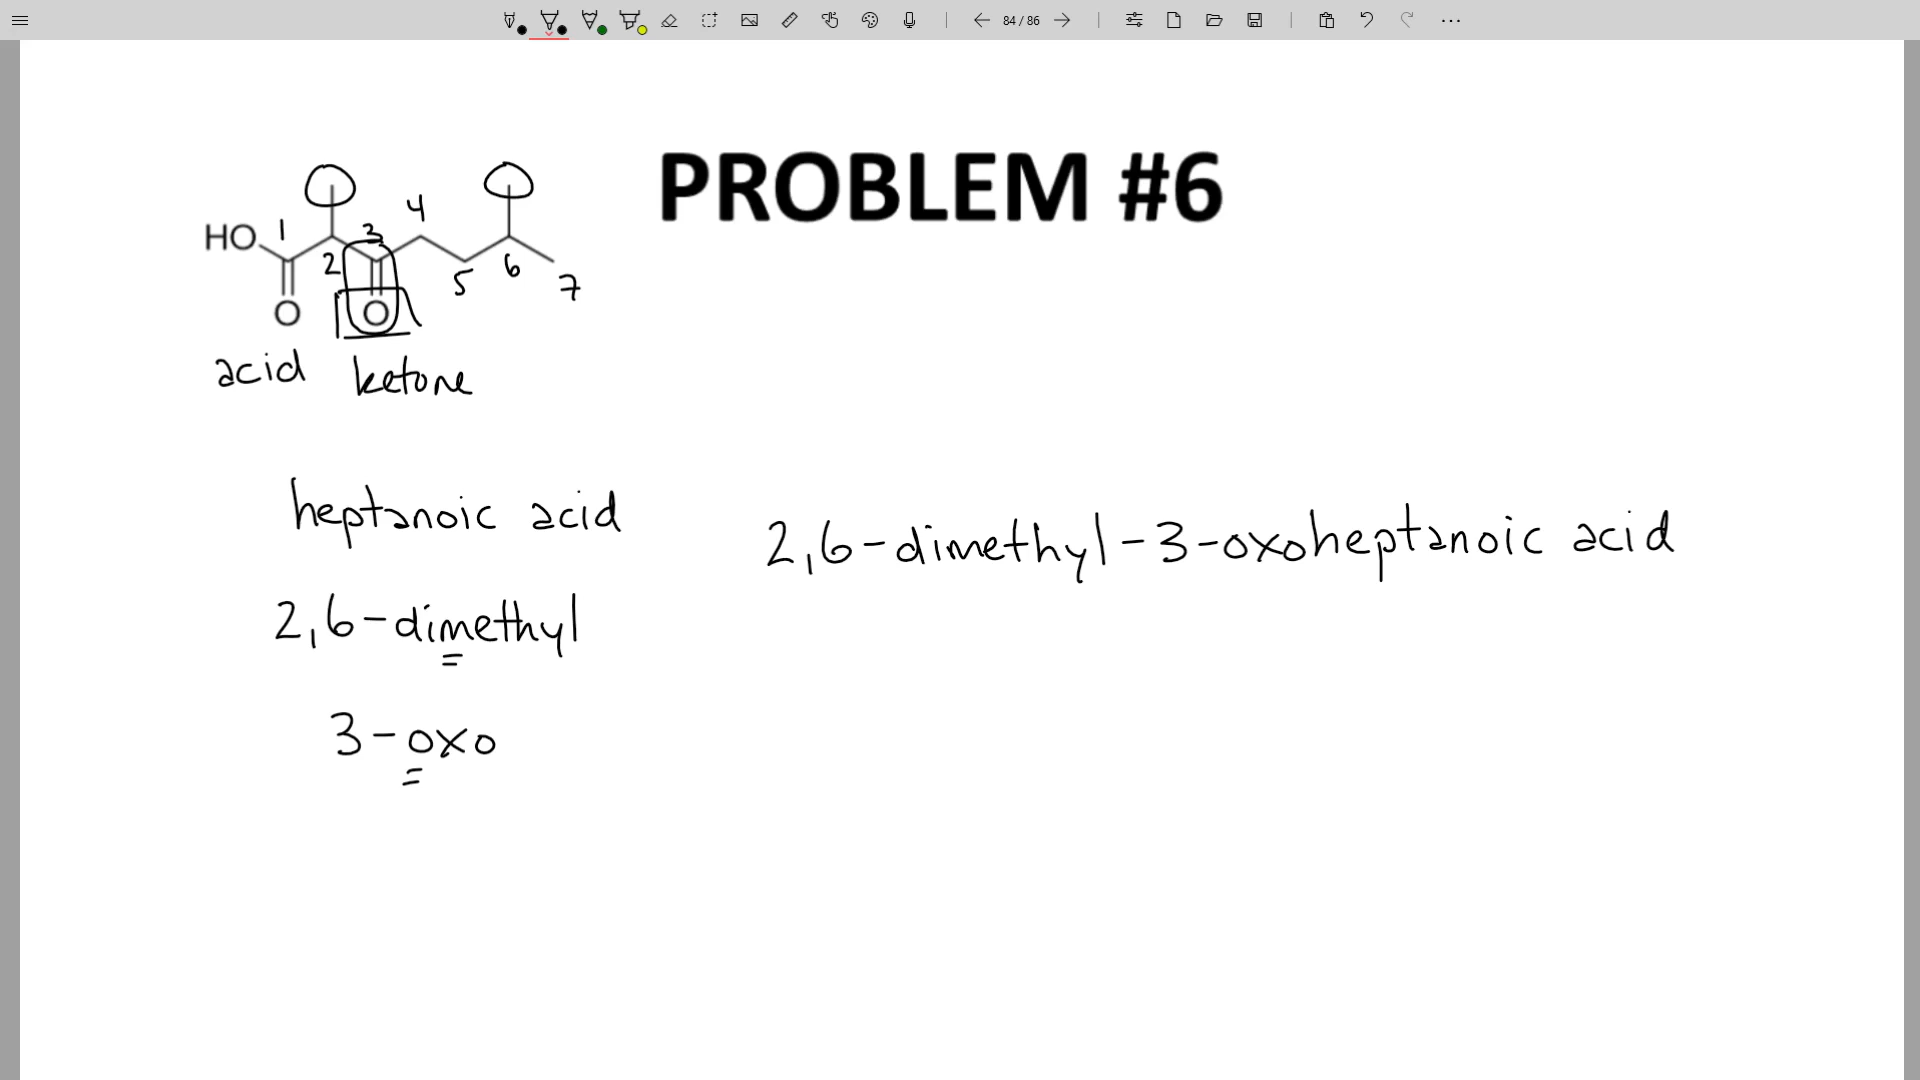 84 / 86
PROBLEM #6
HO
O
O
1
2
3
4
5
6
7
acid ketone
heptanoic acid
2,6-dimethyl
3-oxo
2,6-dimethyl-3-oxoheptanoic acid